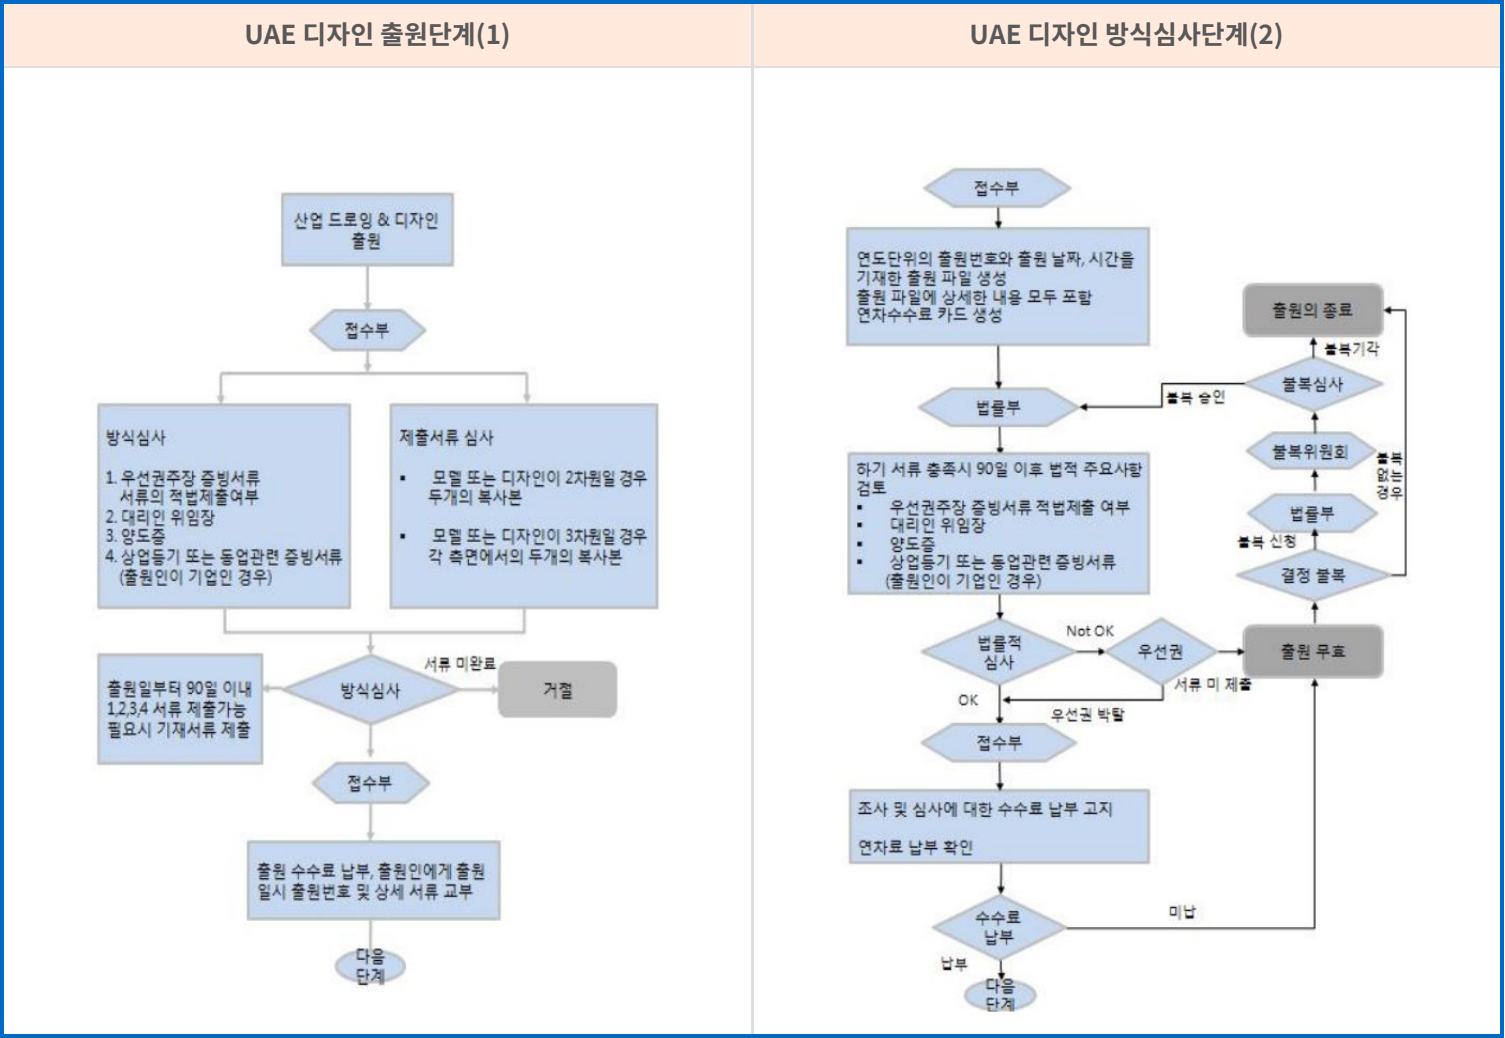 UAE 디자인 출원단계(1)
산업 드로잉 & 디자인
출원
접수부
방식심사
1. 우선권주장 증빙서류
서류의 적법제출여부
2. 대리인 위임장
3. 양도증
4. 상업등기 또는 동업관련 증빙서류
(출원인이 기업인 경우)
제출서류 심사
▪ 모델 또는 디자인이 2차원일 경우
두개의 복사본
▪ 모델 또는 디자인이 3차원일 경우
각 측면에서의 두개의 복사본
출원일부터 90일 이내
1,2,3,4 서류 제출가능
필요시 기재서류 제출
방식심사
서류 미완료
거절
접수부
출원 수수료 납부, 출원인에게 출원
일시 출원번호 및 상세 서류 교부
다음
단계
UAE 디자인 방식심사단계(2)
접수부
연도단위의 출원번호와 출원 날짜, 시간을
기재한 출원 파일 생성
출원 파일에 상세한 내용 모두 포함
연차수수료 카드 생성
출원의 종료
불복기각
불복심사
불복 승인
법률부
불복위원회
불복
없는
경우
하기 서류 충족시 90일 이후 법적 주요사항
검토
▪ 우선권주장 증빙서류 적법제출 여부
▪ 대리인 위임장
▪ 양도증
▪ 상업등기 또는 동업관련 증빙서류
(출원인이 기업인 경우)
법률부
불복 신청
결정 불복
법률적
심사
Not OK
우선권
출원 무효
서류 미 제출
OK
우선권 박탈
접수부
조사 및 심사에 대한 수수료 납부 고지
연차료 납부 확인
수수료
납부
미납
납부
다음
단계